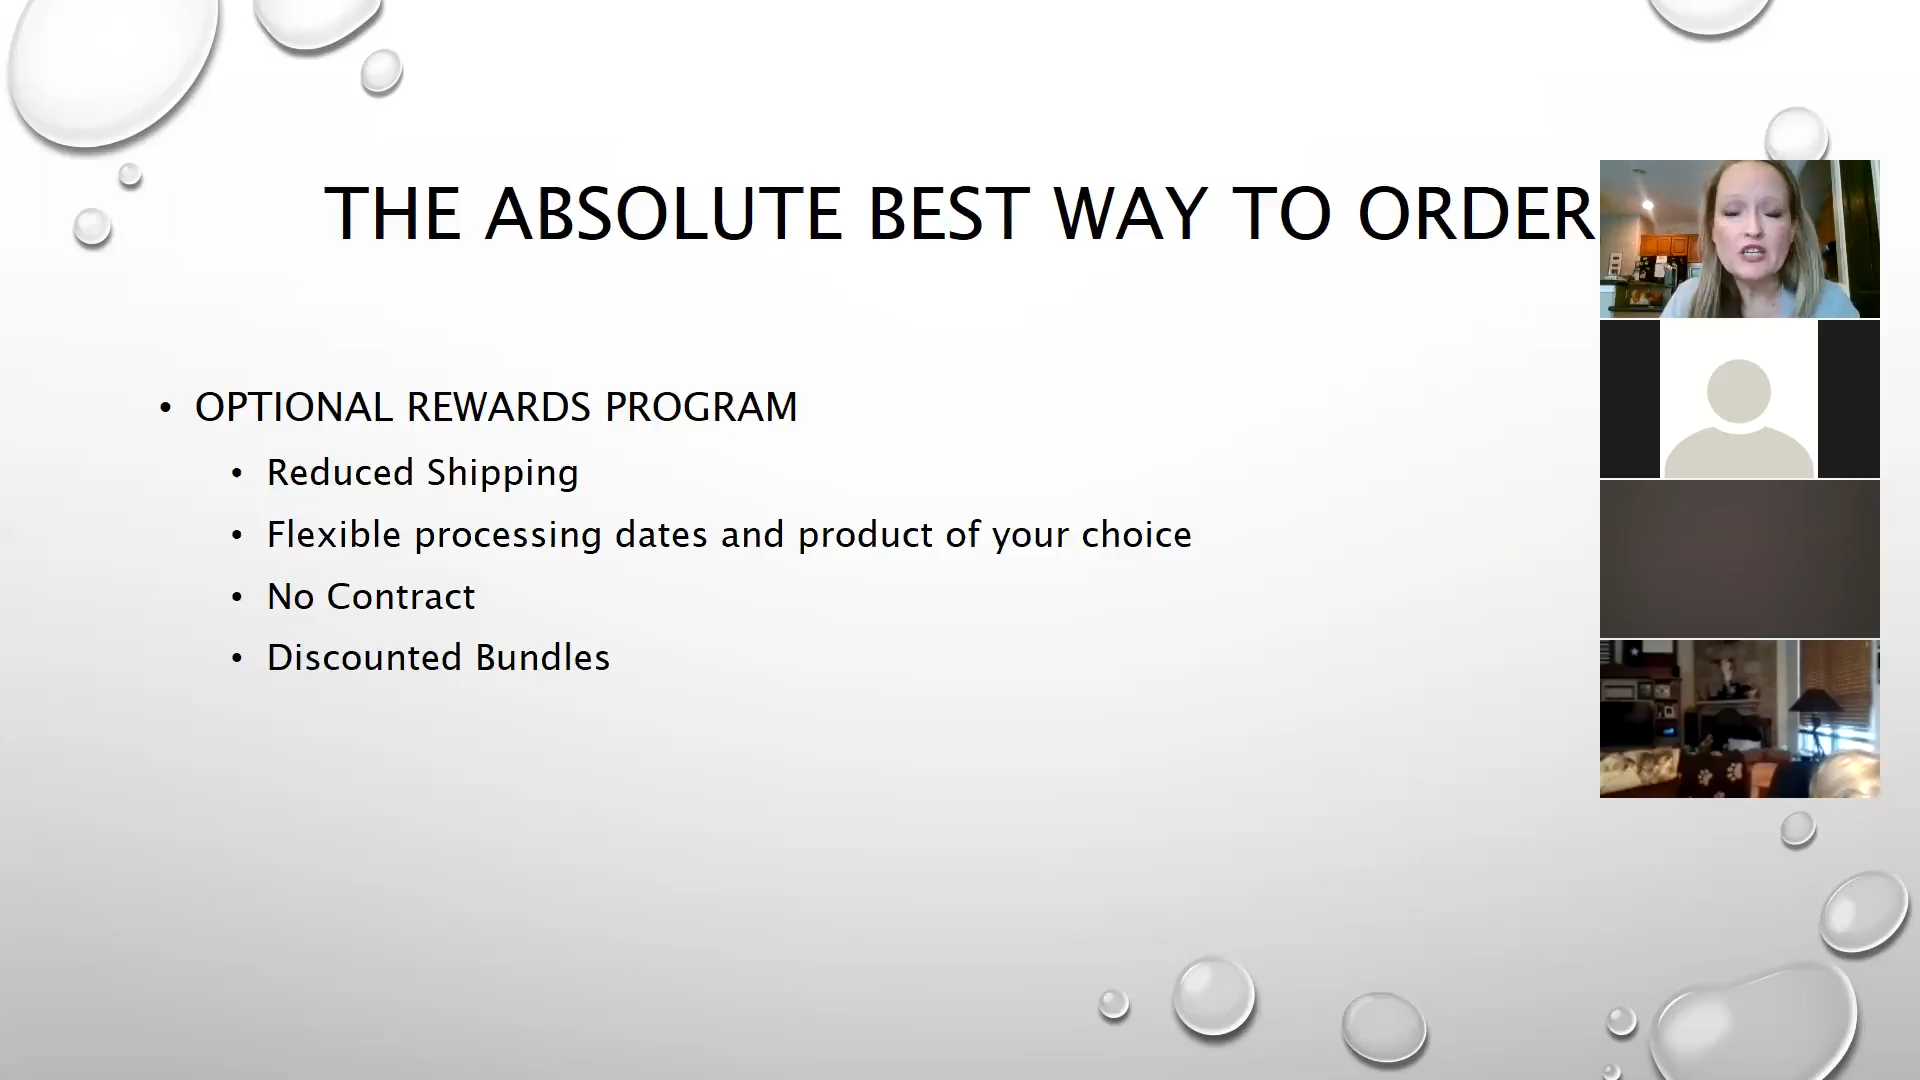 THE ABSOLUTE BEST WAY TO ORDER
• OPTIONAL REWARDS PROGRAM
• Reduced Shipping
• Flexible processing dates and product of your choice
• No Contract
• Discounted Bundles